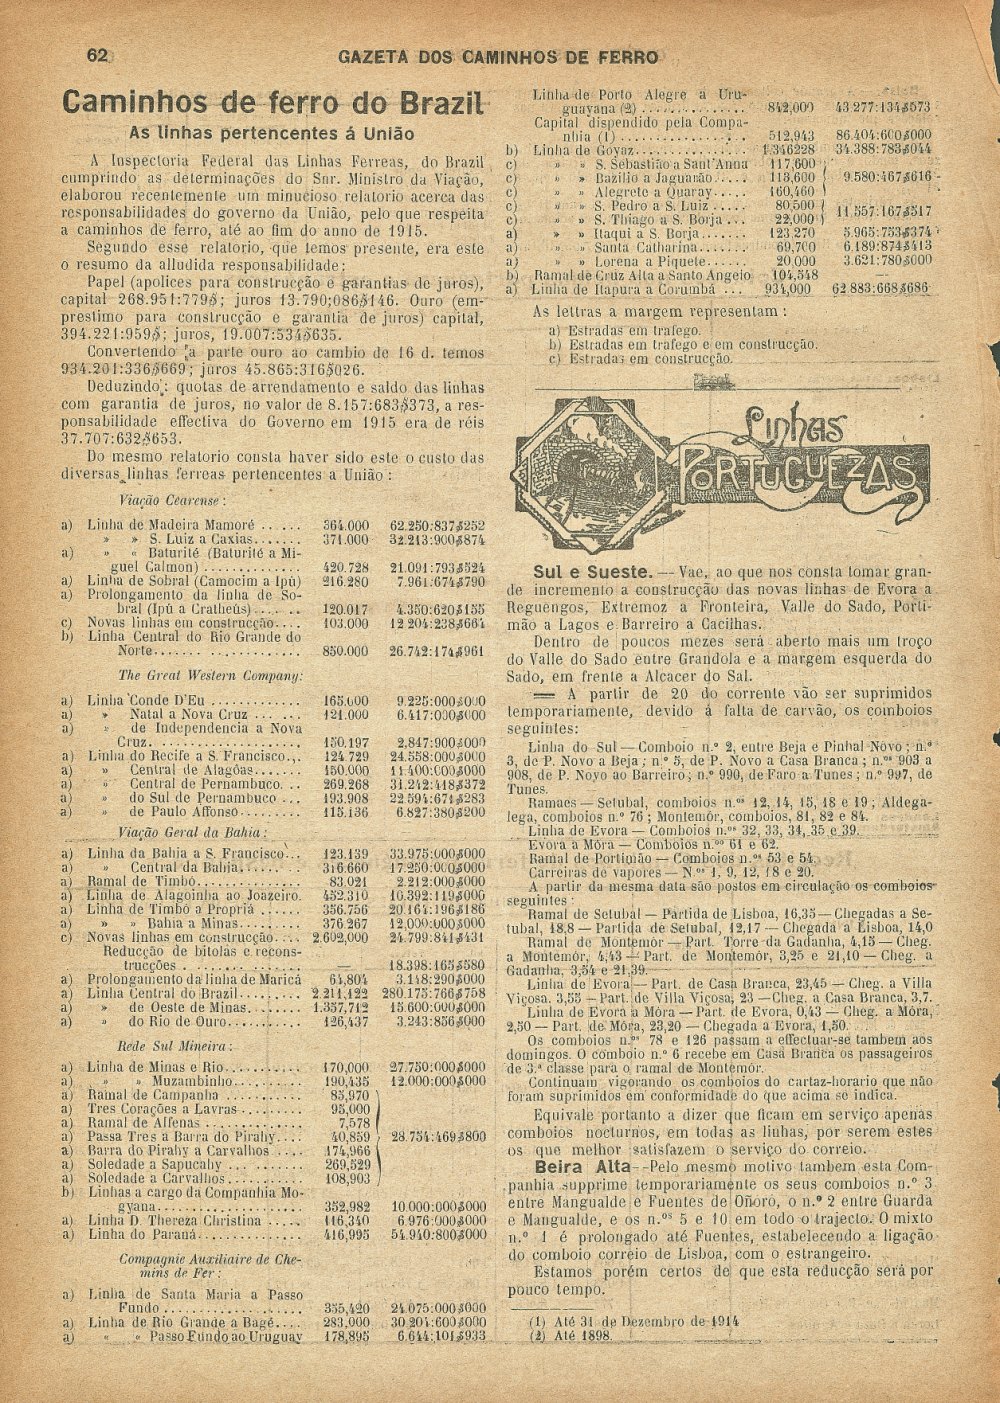 62
GAZETA DOS CAMINHOS DE FERRO
Caminhos de ferro do Brazil
As linhas pertencentes á União
A Inspectoria Federal das Linhas Ferreas, do Brazil
cumprindo as determinações do Snr. Ministro da Viação,
elaborou recentemente um minucioso relatorio acerca das
responsabilidades do governo da União, pelo que respeita
a caminhos de ferro, até ao fim do anno de 1915.
Segundo esse relatorio, que temos presente, era este
o resumo da alludida responsabilidade:
Papel (apolices para construcção e garantias de juros),
capital 268.951:779$; juros 13.790;086$146. Ouro (em-
prestimo para construcção e garantia de juros) capital,
394.221:959$; juros, 19.007:534$635.
Convertendo a parte ouro ao cambio de 16 d. temos
934.201:336$669; juros 45.865:316$026.
Deduzindo: quotas de arrendamento e saldo das linhas
com garantia de juros, no valor de 8.157:683$373, a res-
ponsabilidade effectiva do Governo em 1915 era de réis
37.707:632$653.
Do mesmo relatorio consta haver sido este o custo das
diversas linhas ferreas pertencentes a União:
Viação Cearense:
a) Linha de Madeira Mamoré ...... 364.000 62.250:837$252
» » S. Luiz a Caxias....... 371.000 32.213:900$874
a) » « Baturité (Baturité a Mi-
guel Calmon) ................. 420.728 21.091:793$524
a) Linha de Sobral (Camocim a Ipú) 216.280 7.961:674$790
a) Prolongamento da linha de So-
bral (Ipú a Cratheús)....... 120.017 4.350:620$155
c) Novas linhas em construcção.... 103.000 12 204:238$664
b) Linha Central do Rio Grande do
Norte....... ............. 850.000 26.742:174$961
The Great Western Company:
a) Linha Conde D'Eu ............ 165.000 9.225:000$000
a) » Natal a Nova Cruz ... ... 121.000 6.417:000$000
a) » de Independencia a Nova
Cruz. .................... 150.197 2,847:900$000
a) Linha do Recife a S. Francisco... 124.729 24.558:000$000
a) » Central de Alagôas....... 150.000 11 400:000$000
a) » Central de Pernambuco. .. 269.268 31.242:418$372
a) » do Sul de Pernambuco ... 193.908 22 594:671$283
a) » de Paulo Affonso......... 115.136 6.827:380$200
Viação Geral da Bahia:
a) Linha da Bahia a S. Francisco... 123.139 33.975:000$000
a) » Central da Bahia........ 316.660 17.250:000$000
a) Ramal de Timbó............... 83,021 2.212:000$000
a) Linha de Alagoinha ao Joazeiro. 452,310 16,592:119$000
a) Linha de Timbó a Propriá ...... 356.756 20.164:196$186
a) » » Bahia a Minas........ 376 267 12,000:000$000
c) Novas linhas em construcção.... 2.602,000 24.799:841$431
Reducção de bitolas e recons-
trucções . .............. — 18.398:165$580
a) Prolongamento da linha de Maricá 64,804 3.148:290$000
a) Linha Central do Brazil......... 2 211,122 280.175:766$758
a) » de Oeste de Minas....... 1.357,712 15.600:000$000
a) » do Rio de Ouro.......... 126,437 3.243:856$000
Rede Sul Mineira:
a) Linha de Minas e Rio........... 170,000 27.750:000$000
a) » » Muzambinho......... 190,435 12.000:000$000
a) Ramal de Campanha ........... 85,970
a) Tres Corações a Lavras......... 95,000
a) Ramal de Alfenas .............. 7,578
a) Passa Tres a Barra do Pirahy.... 40,859 28.754:469$800
a) Barra do Pirahy a Carvalhos .... 174,966
a) Soledade a Sapucahy ... ....... 269,529
a) Soledade a Carvalhos........... 108,903
b) Linhas a cargo da Companhia Mo-
gyana..................... 352,982 10.000:000$000
a) Linha D. Thereza Christina ..... 116,340 6.976:000$000
a) Linha do Paraná............... 416,995 54.940:800$000
Compagnie Auxiliaire de Che-
mins de Fer:
a) Linha de Santa Maria a Passo
Fundo .................... 355,420 24.075:000$000
a) Linha de Rio Grande a Bagé.... 283,000 30.201:600$000
a) « « Passo Fundo ao Uruguay 178,895 6.644:101$933
Linha de Porto Alegre a Uru-
guayana (2) ............... 842,000 43 277:134$573
Capital dispendido pela Compa-
nhia (1).................. 512,943 86.404:600$000
b) Linha de Goyaz................ 1.346228 34.388:783$044
c) » » S. Sebastião a Sant'Anna 117,600
c) » » Bazilio a Jaguarão..... 113,600 9.580:467$616
c) » » Alegrete a Quaray..... 160,460
c) » » S. Pedro a S. Luiz ..... 80,500
c) » » S. Thiago a S. Borja ... 22,000 11.557:167$517
a) » » Itaqui a S. Borja....... 123,270 5.965:753$374
a) » » Santa Catharina....... 69,700 6.189:874$413
a) » » Lorena a Piquete...... 20,000 3.621:780$000
b) Ramal de Cruz Alta a Santo Angelo 104,548 —
a) Linha de Itapura a Corumbá ... 934,000 62.883:668$686
As lettras a margem representam:
a) Estradas em trafego.
b) Estradas em trafego e em construcção.
c) Estradas em construcção.
Linhas
PORTUGUEZAS
Sul e Sueste. — Vae, ao que nos consta tomar gran-
de incremento a construcção das novas linhas de Evora a
Reguengos, Extremoz a Fronteira, Valle do Sado, Porti-
mão a Lagos e Barreiro a Cacilhas.
Dentro de poucos mezes será aberto mais um troço
do Valle do Sado entre Grandola e a margem esquerda do
Sado, em frente a Alcacer do Sal.
== A partir de 20 do corrente vão ser suprimidos
temporariamente, devido á falta de carvão, os comboios
seguintes:
Linha do Sul — Comboio n.º 2, entre Beja e Pinhal Novo; n.º
3, de P. Novo a Beja; n.º 5, de P. Novo a Casa Branca; n.os 903 a
908, de P. Novo ao Barreiro; n.º 990, de Faro a Tunes; n.º 997, de
Tunes.
Ramaes — Setubal, comboios n.os 12, 14, 15, 18 e 19; Aldega-
lega, comboios n.º 76; Montemór, comboios, 81, 82 e 84.
Linha de Evora — Comboios n.os 32, 33, 34, 35 e 39.
Evora a Móra — Comboios n.os 61 e 62.
Ramal de Portimão — Comboios n.os 53 e 54.
Carreiras de vapores — N.os 1, 9, 12, 18 e 20.
A partir da mesma data são postos em circulação os comboios
seguintes:
Ramal de Setubal — Partida de Lisboa, 16,35 — Chegadas a Se-
tubal, 18.8 — Partida de Setubal, 12,17 — Chegada a Lisboa, 14,0
Ramal de Montemór — Part. Torre da Gadanha, 4,15 — Cheg.
a Montemór, 4,43 — Part. de Montemór, 3,25 e 21,10 — Cheg. a
Gadanha, 3,54 e 21,39.
Linha de Evora — Part. de Casa Branca, 23,45 — Cheg. a Villa
Viçosa. 3,55 — Part. de Villa Viçosa, 23 — Cheg. a Casa Branca, 3,7.
Linha de Evora a Móra — Part. de Evora, 0,43 — Cheg. a Móra,
2,50 — Part. de Móra, 23,20 — Chegada a Evora, 1,50.
Os comboios n.os 78 e 126 passam a effectuar-se tambem aos
domingos. O comboio n.º 6 recebe em Casa Branca os passageiros
de 3.ª classe para o ramal de Montemór.
Continuam vigorando os comboios do cartaz-horario que não
foram suprimidos em conformidade do que acima se indica.
Equivale portanto a dizer que ficam em serviço apenas
comboios nocturnos, em todas as linhas, por serem estes
os que melhor satisfazem o serviço do correio.
Beira Alta — Pelo mesmo motivo tambem esta Com-
panhia supprime temporariamente os seus comboios n.º 3
entre Mangualde e Fuentes de Oñoro, o n.º 2 entre Guarda
e Mangualde, e os n.os 5 e 10 em todo o trajecto. O mixto
n.º 1 é prolongado até Fuentes, estabelecendo a ligação
do comboio correio de Lisboa, com o estrangeiro.
Estamos porém certos de que esta reducção será por
pouco tempo.
(1) Até 31 de Dezembro de 1914
(2) Até 1898.